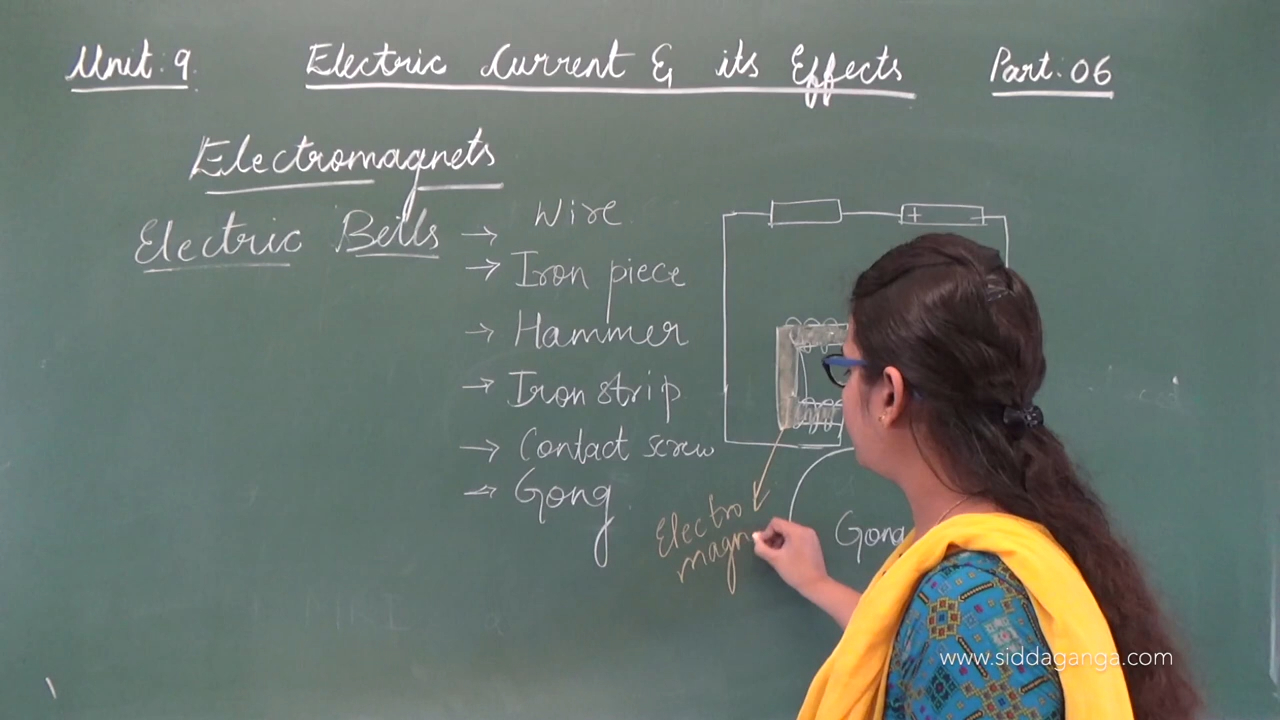 Unit: 9. Electric Current & its Effects Part: 06
Electromagnets
Electric Bells → Wire
→ Iron piece
→ Hammer
→ Iron strip
→ Contact screw
→ Gong
+ -
Electro
magn
Gong
www.siddaganga.com